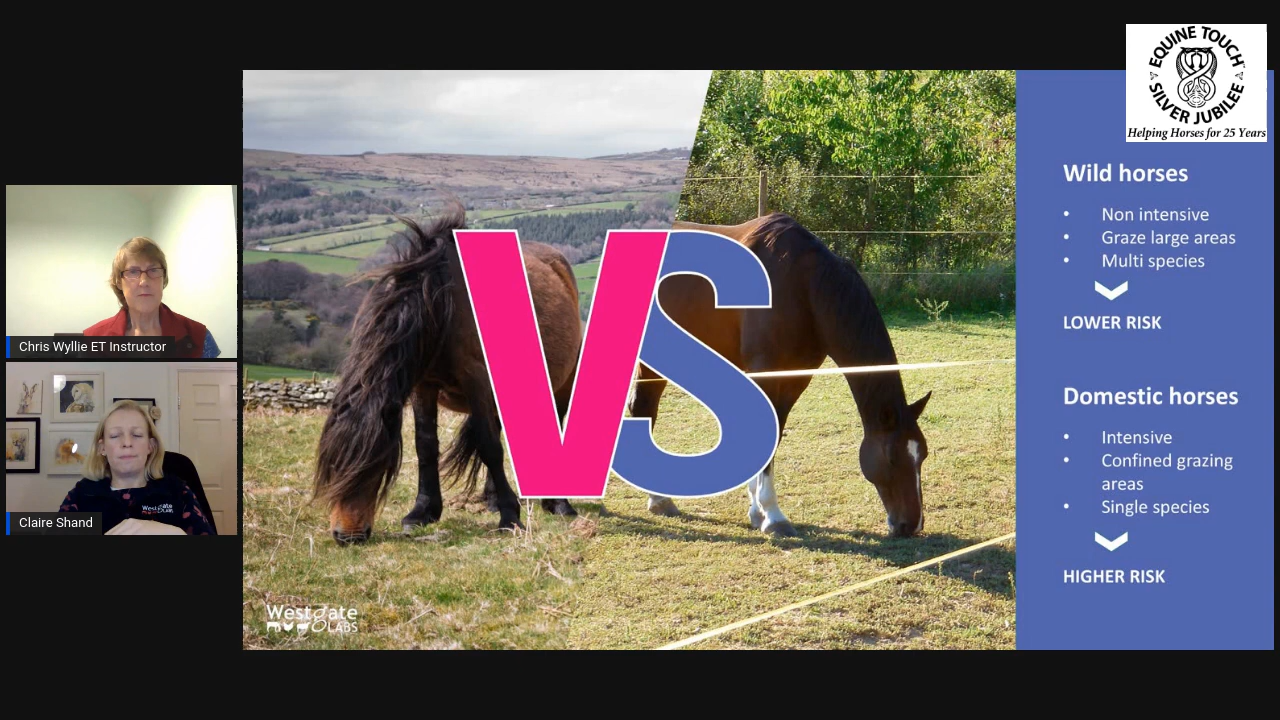 EQUINE TOUCH
SILVER JUBILEE
Helping Horses for 25 Years
Chris Wyllie ET Instructor
Westgate
Claire Shand
VS
Westgate
LABS
Wild horses
• Non intensive
• Graze large areas
• Multi species
LOWER RISK
Domestic horses
• Intensive
• Confined grazing
areas
• Single species
HIGHER RISK